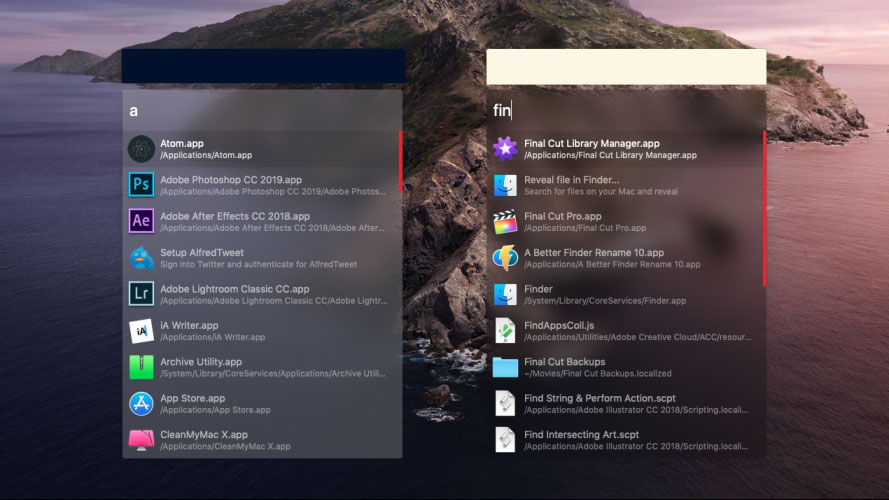 a
Atom.app
/Applications/Atom.app
Ps
Adobe Photoshop CC 2019.app
/Applications/Adobe Photoshop CC 2019/Adobe Photos...
Ae
Adobe After Effects CC 2018.app
/Applications/Adobe After Effects CC 2018/Adobe After...
Setup AlfredTweet
Sign into Twitter and authenticate for AlfredTweet
Lr
Adobe Lightroom Classic CC.app
/Applications/Adobe Lightroom Classic CC/Adobe Lightr...
iA
iA Writer.app
/Applications/iA Writer.app
Archive Utility.app
/System/Library/CoreServices/Applications/Archive Utili...
App Store.app
/Applications/App Store.app
CleanMyMac X.app
/Applications/CleanMyMac X.app
fin
Final Cut Library Manager.app
/Applications/Final Cut Library Manager.app
Reveal file in Finder...
Search for files on your Mac and reveal
Final Cut Pro.app
/Applications/Final Cut Pro.app
A Better Finder Rename 10.app
/Applications/A Better Finder Rename 10.app
Finder
/System/Library/CoreServices/Finder.app
FindAppsColl.js
/Applications/Utilities/Adobe Creative Cloud/ACC/resour...
Final Cut Backups
~/Movies/Final Cut Backups.localized
Find String & Perform Action.scpt
/Applications/Adobe Illustrator CC 2018/Scripting.locali...
Find Intersecting Art.scpt
/Applications/Adobe Illustrator CC 2018/Scripting.locali...